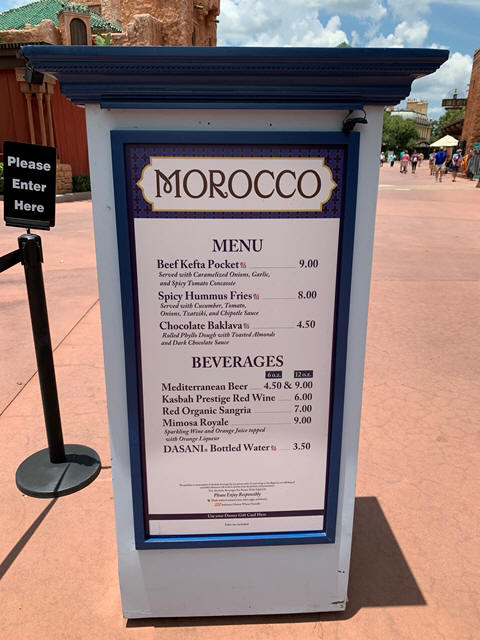 Please
Enter
Here
MOROCCO
MENU
Beef Kefta Pocket 9.00
Served with Caramelized Onions, Garlic,
and Spicy Tomato Concassée
Spicy Hummus Fries 8.00
Served with Cucumber, Tomato,
Onions, Tzatziki, and Chipotle Sauce
Chocolate Baklava 4.50
Rolled Phyllo Dough with Toasted Almonds
and Dark Chocolate Sauce
BEVERAGES
6 o.z. 12 o.z.
Mediterranean Beer 4.50 & 9.00
Kasbah Prestige Red Wine 6.00
Red Organic Sangria 7.00
Mimosa Royale 9.00
Sparkling Wine and Orange Juice topped
with Orange Liqueur
DASANI® Bottled Water 3.50
Please Enjoy Responsibly
Use your Disney Gift Card Here